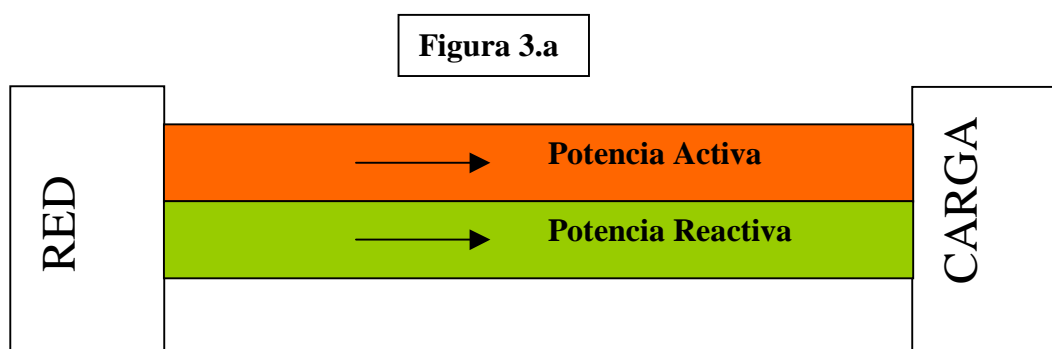 Figura 3.a
RED
Potencia Activa
Potencia Reactiva
CARGA